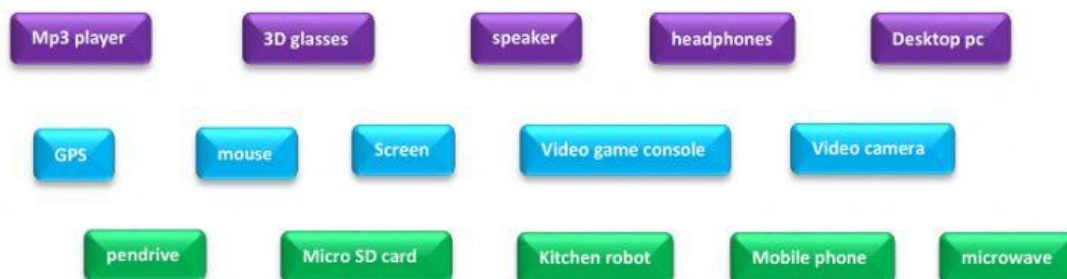 Mp3 player 3D glasses speaker headphones Desktop pc
GPS mouse Screen Video game console Video camera
pendrive Micro SD card Kitchen robot Mobile phone microwave